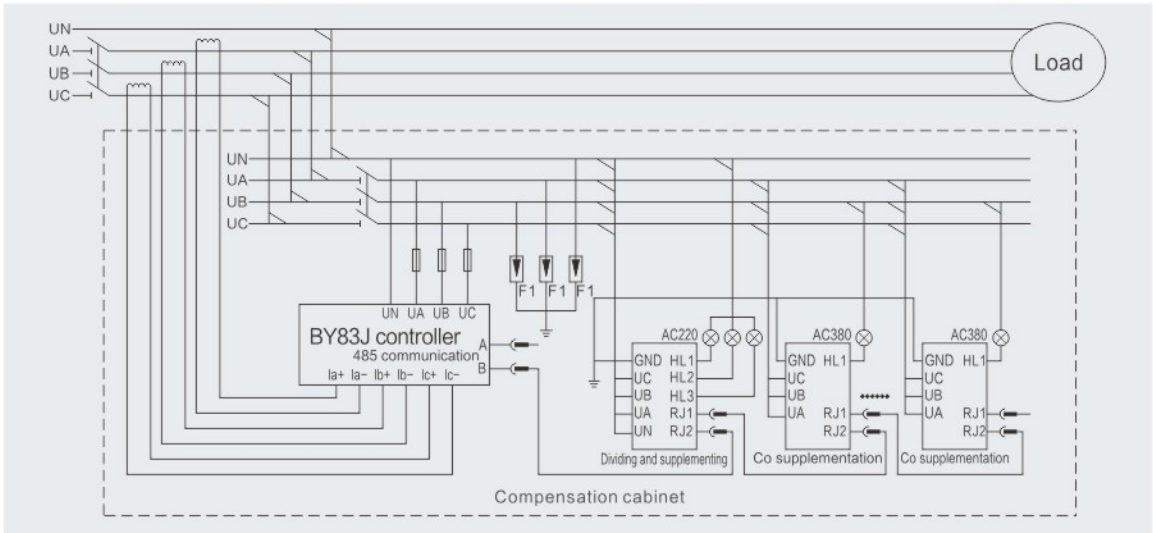 UN
UA
UB
UC
Load
UN
UA
UB
UC
F1 F1 F1
UN UA UB UC
BY83J controller
485 communication
A
B
Ia+ Ia− Ib+ Ib− Ic+ Ic−
AC220
GND HL1
UC HL2
UB HL3
UA RJ1
UN RJ2
Dividing and supplementing
AC380
GND HL1
UC
UB
UA RJ1
RJ2
Co supplementation
AC380
GND HL1
UC
UB
UA RJ1
RJ2
Co supplementation
Compensation cabinet